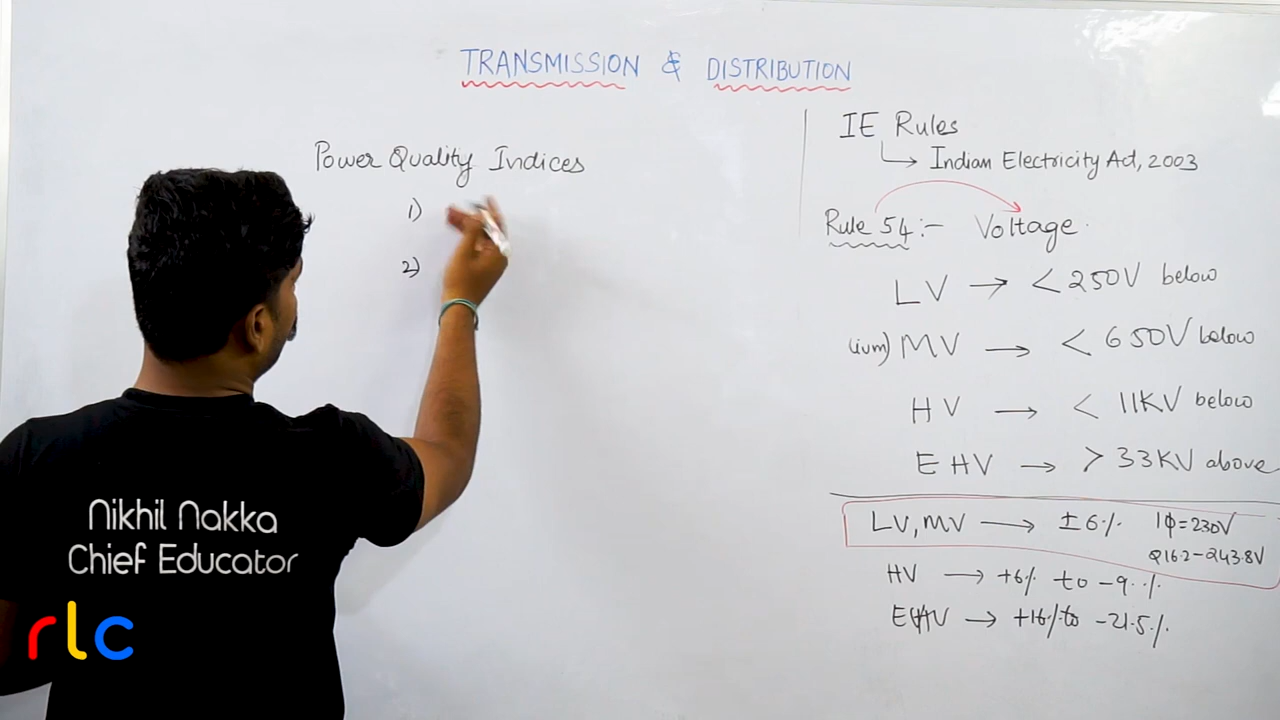 TRANSMISSION & DISTRIBUTION
Power Quality Indices
1)
2)
IE Rules
Indian Electricity Act, 2003
Rule 54:- Voltage.
LV → < 250V below
(ium) MV → < 650V below
HV → < 11KV below
EHV → > 33KV above
LV, MV → ±6% 1ϕ=230V
216.2-243.8V
HV → +6% to -9.%
EHV → +16% to -21.5%
Nikhil Nakka
Chief Educator
rlc